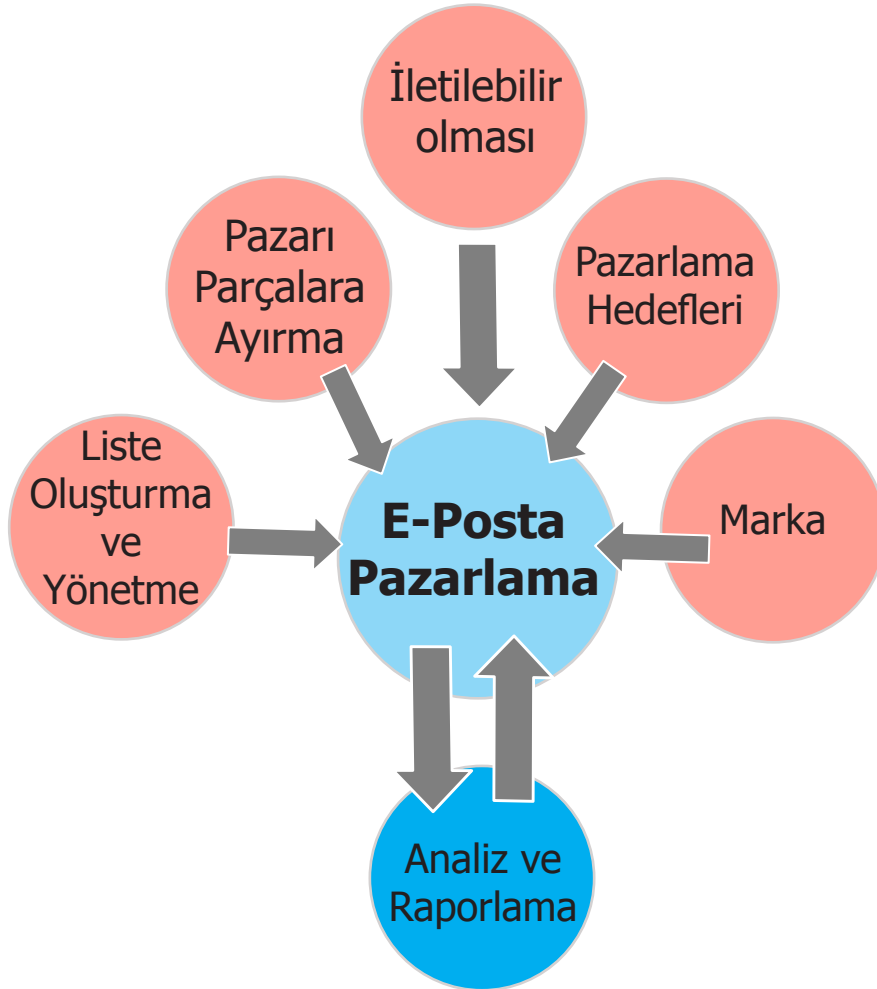 İletilebilir
olması
Pazarı
Parçalara
Ayırma
Pazarlama
Hedefleri
Liste
Oluşturma
ve
Yönetme
E-Posta
Pazarlama
Marka
Analiz ve
Raporlama